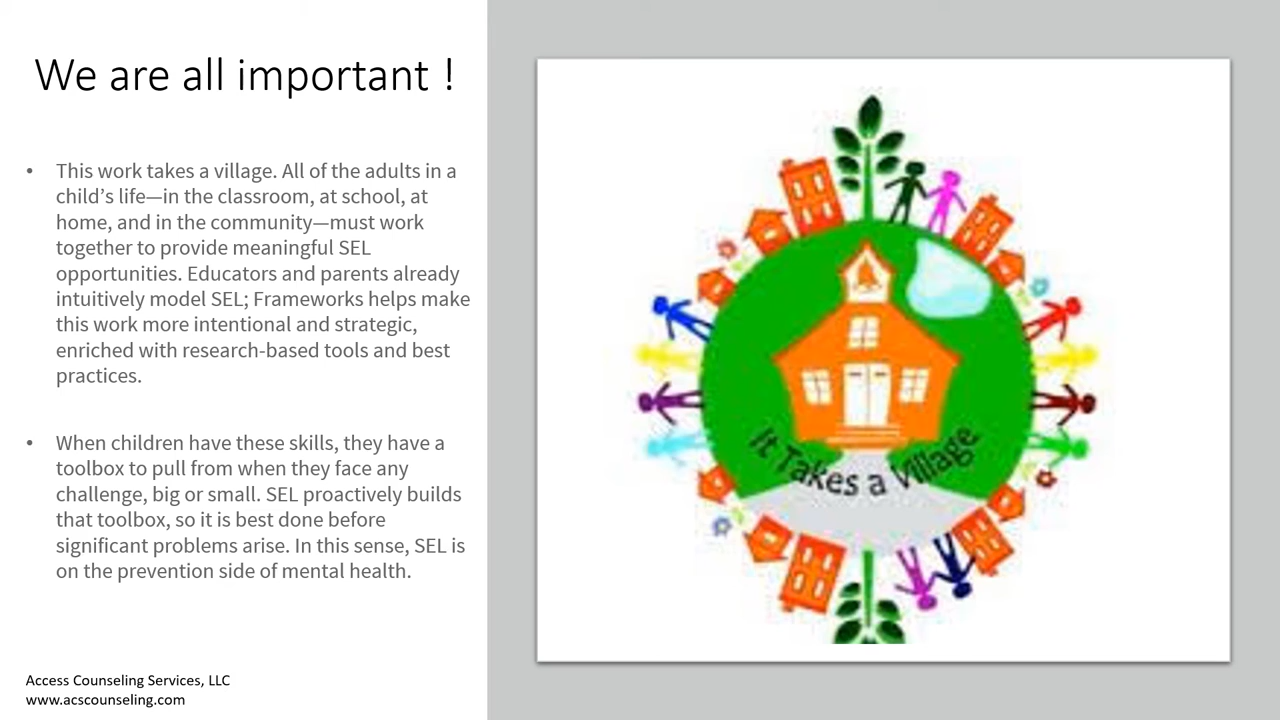 We are all important !
• This work takes a village. All of the adults in a
child’s life—in the classroom, at school, at
home, and in the community—must work
together to provide meaningful SEL
opportunities. Educators and parents already
intuitively model SEL; Frameworks helps make
this work more intentional and strategic,
enriched with research-based tools and best
practices.
• When children have these skills, they have a
toolbox to pull from when they face any
challenge, big or small. SEL proactively builds
that toolbox, so it is best done before
significant problems arise. In this sense, SEL is
on the prevention side of mental health.
Access Counseling Services, LLC
www.acscounseling.com
It Takes a Village